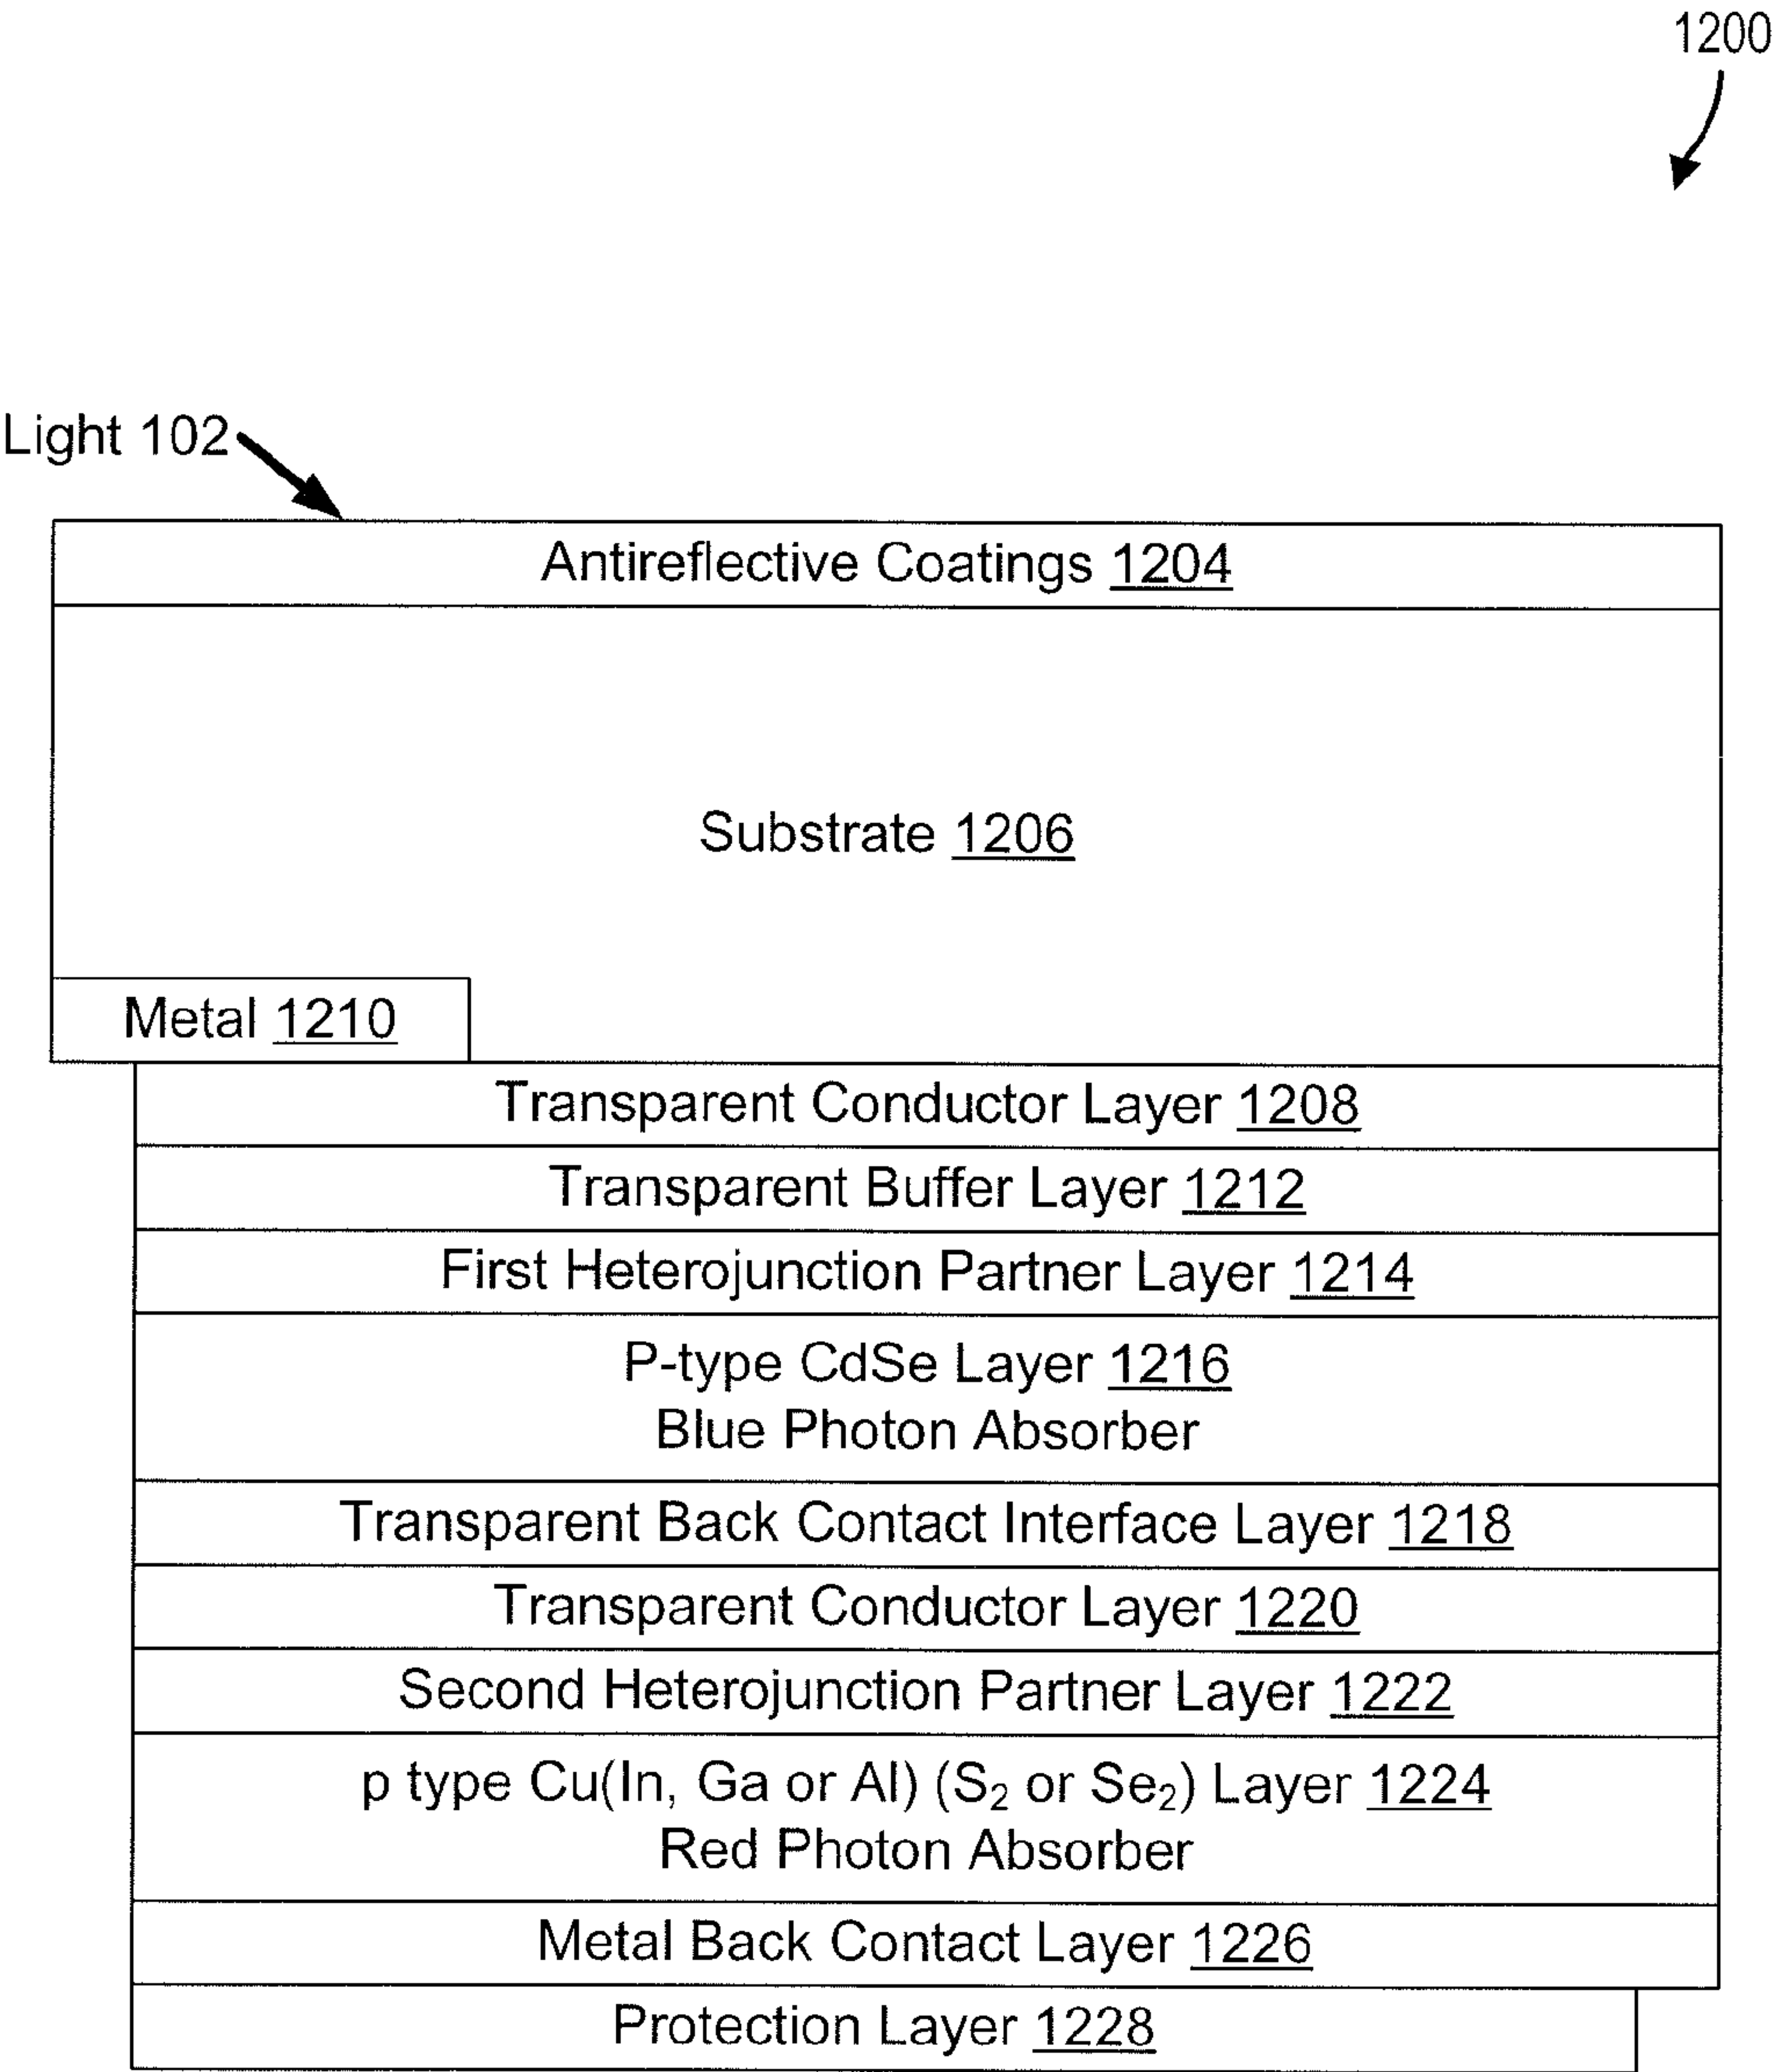 1200
Light 102
Antireflective Coatings 1204
Substrate 1206
Metal 1210
Transparent Conductor Layer 1208
Transparent Buffer Layer 1212
First Heterojunction Partner Layer 1214
P-type CdSe Layer 1216
Blue Photon Absorber
Transparent Back Contact Interface Layer 1218
Transparent Conductor Layer 1220
Second Heterojunction Partner Layer 1222
p type Cu(In, Ga or Al) (S₂ or Se₂) Layer 1224
Red Photon Absorber
Metal Back Contact Layer 1226
Protection Layer 1228